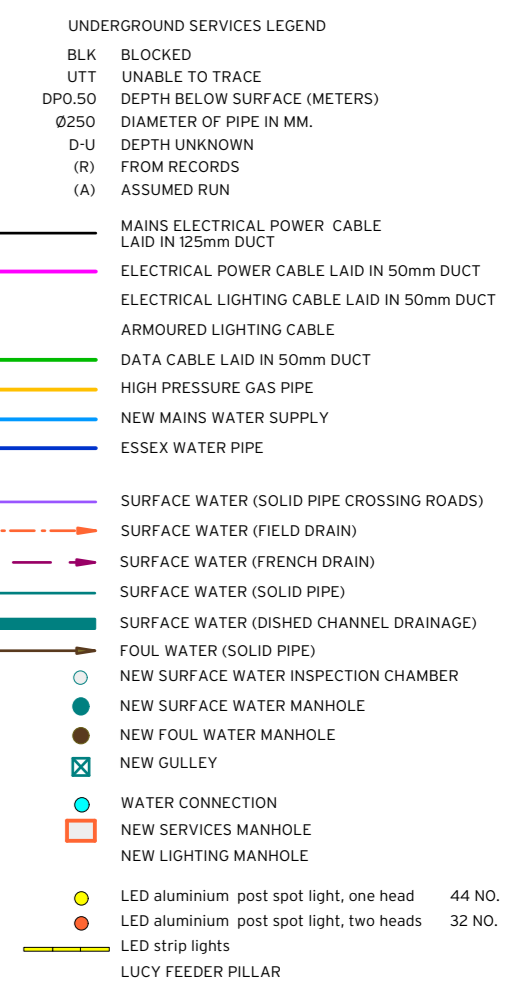 UNDERGROUND SERVICES LEGEND
BLK BLOCKED
UTT UNABLE TO TRACE
DP0.50 DEPTH BELOW SURFACE (METERS)
Ø250 DIAMETER OF PIPE IN MM.
D-U DEPTH UNKNOWN
(R) FROM RECORDS
(A) ASSUMED RUN
MAINS ELECTRICAL POWER CABLE
LAID IN 125mm DUCT
ELECTRICAL POWER CABLE LAID IN 50mm DUCT
ELECTRICAL LIGHTING CABLE LAID IN 50mm DUCT
ARMOURED LIGHTING CABLE
DATA CABLE LAID IN 50mm DUCT
HIGH PRESSURE GAS PIPE
NEW MAINS WATER SUPPLY
ESSEX WATER PIPE
SURFACE WATER (SOLID PIPE CROSSING ROADS)
SURFACE WATER (FIELD DRAIN)
SURFACE WATER (FRENCH DRAIN)
SURFACE WATER (SOLID PIPE)
SURFACE WATER (DISHED CHANNEL DRAINAGE)
FOUL WATER (SOLID PIPE)
NEW SURFACE WATER INSPECTION CHAMBER
NEW SURFACE WATER MANHOLE
NEW FOUL WATER MANHOLE
NEW GULLEY
WATER CONNECTION
NEW SERVICES MANHOLE
NEW LIGHTING MANHOLE
LED aluminium post spot light, one head 44 NO.
LED aluminium post spot light, two heads 32 NO.
LED strip lights
LUCY FEEDER PILLAR